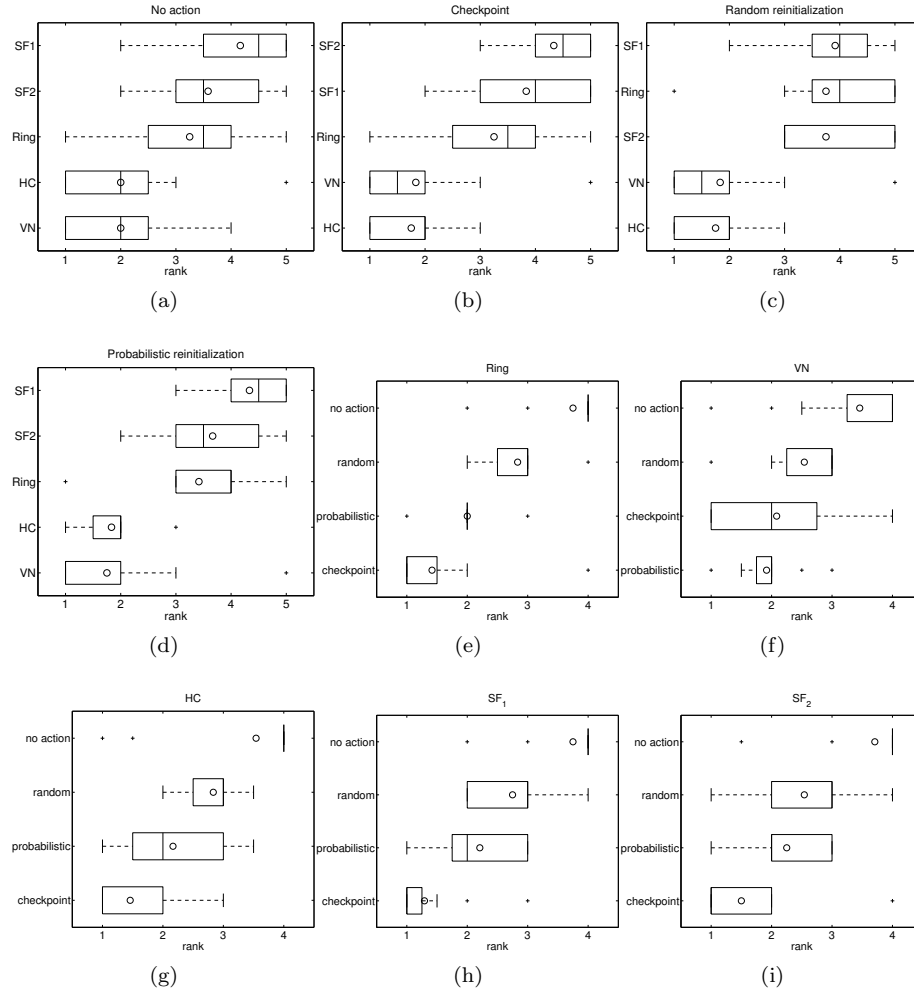 No action
SF1
SF2
Ring
HC
VN
1 2 3 4 5
rank
(a)
Checkpoint
SF2
SF1
Ring
VN
HC
1 2 3 4 5
rank
(b)
Random reinitialization
SF1
Ring
SF2
VN
HC
1 2 3 4 5
rank
(c)
Probabilistic reinitialization
SF1
SF2
Ring
HC
VN
1 2 3 4 5
rank
(d)
Ring
no action
random
probabilistic
checkpoint
1 2 3 4
rank
(e)
VN
no action
random
checkpoint
probabilistic
1 2 3 4
rank
(f)
HC
no action
random
probabilistic
checkpoint
1 2 3 4
rank
(g)
SF₁
no action
random
probabilistic
checkpoint
1 2 3 4
rank
(h)
SF₂
no action
random
probabilistic
checkpoint
1 2 3 4
rank
(i)